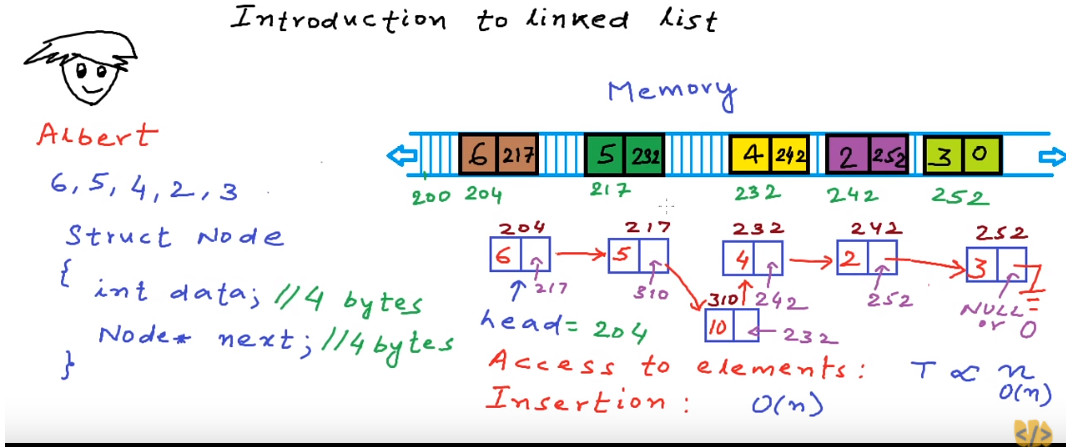 Introduction to linked list
Albert
6, 5, 4, 2, 3
Struct Node
{
int data; //4 bytes
Node* next; //4 bytes
}
Memory
6 217 5 232 4 242 2 252 3 0
200 204 217 232 242 252
204 217 232 242 252
6 5 4 2 3
217 310 310 242 252 NULL or 0
head = 204
10 232
Access to elements: T ∝ n
O(n)
Insertion: O(n)
</>